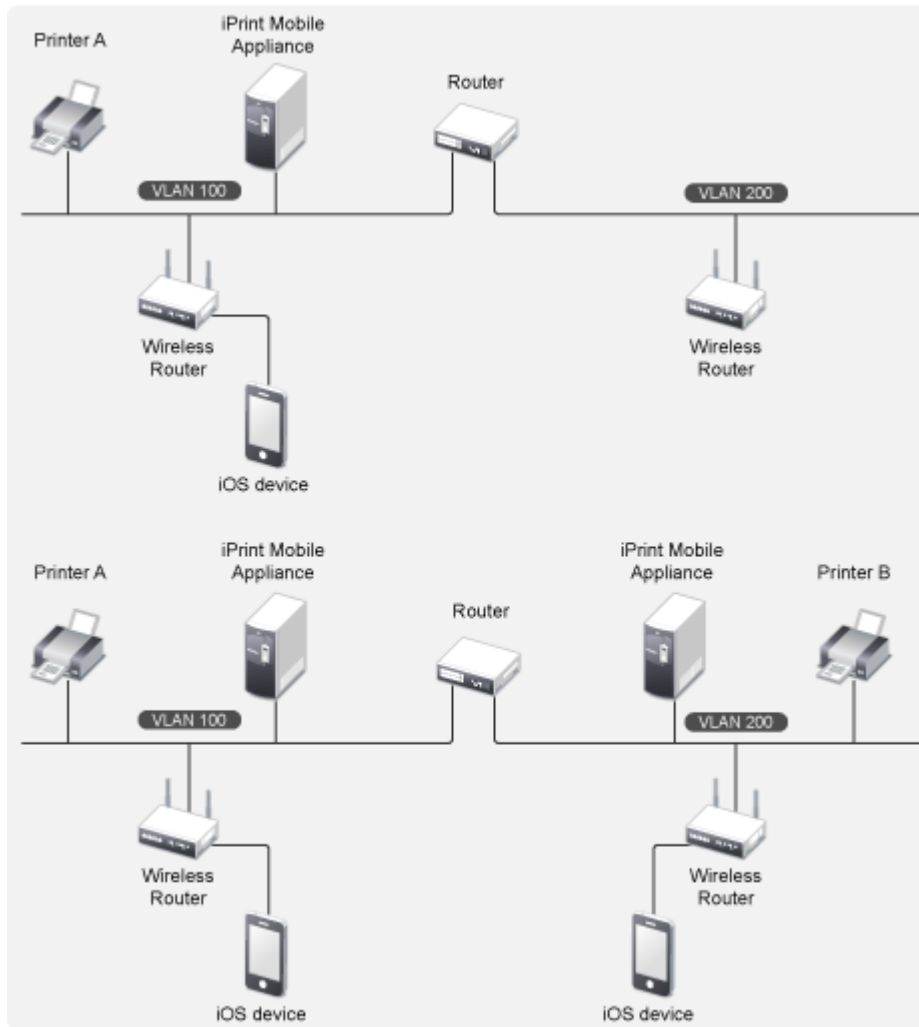 Printer A
iPrint Mobile
Appliance
Router
VLAN 100
VLAN 200
Wireless
Router
Wireless
Router
iOS device
Printer A
iPrint Mobile
Appliance
Router
iPrint Mobile
Appliance
Printer B
VLAN 100
VLAN 200
Wireless
Router
Wireless
Router
iOS device
iOS device